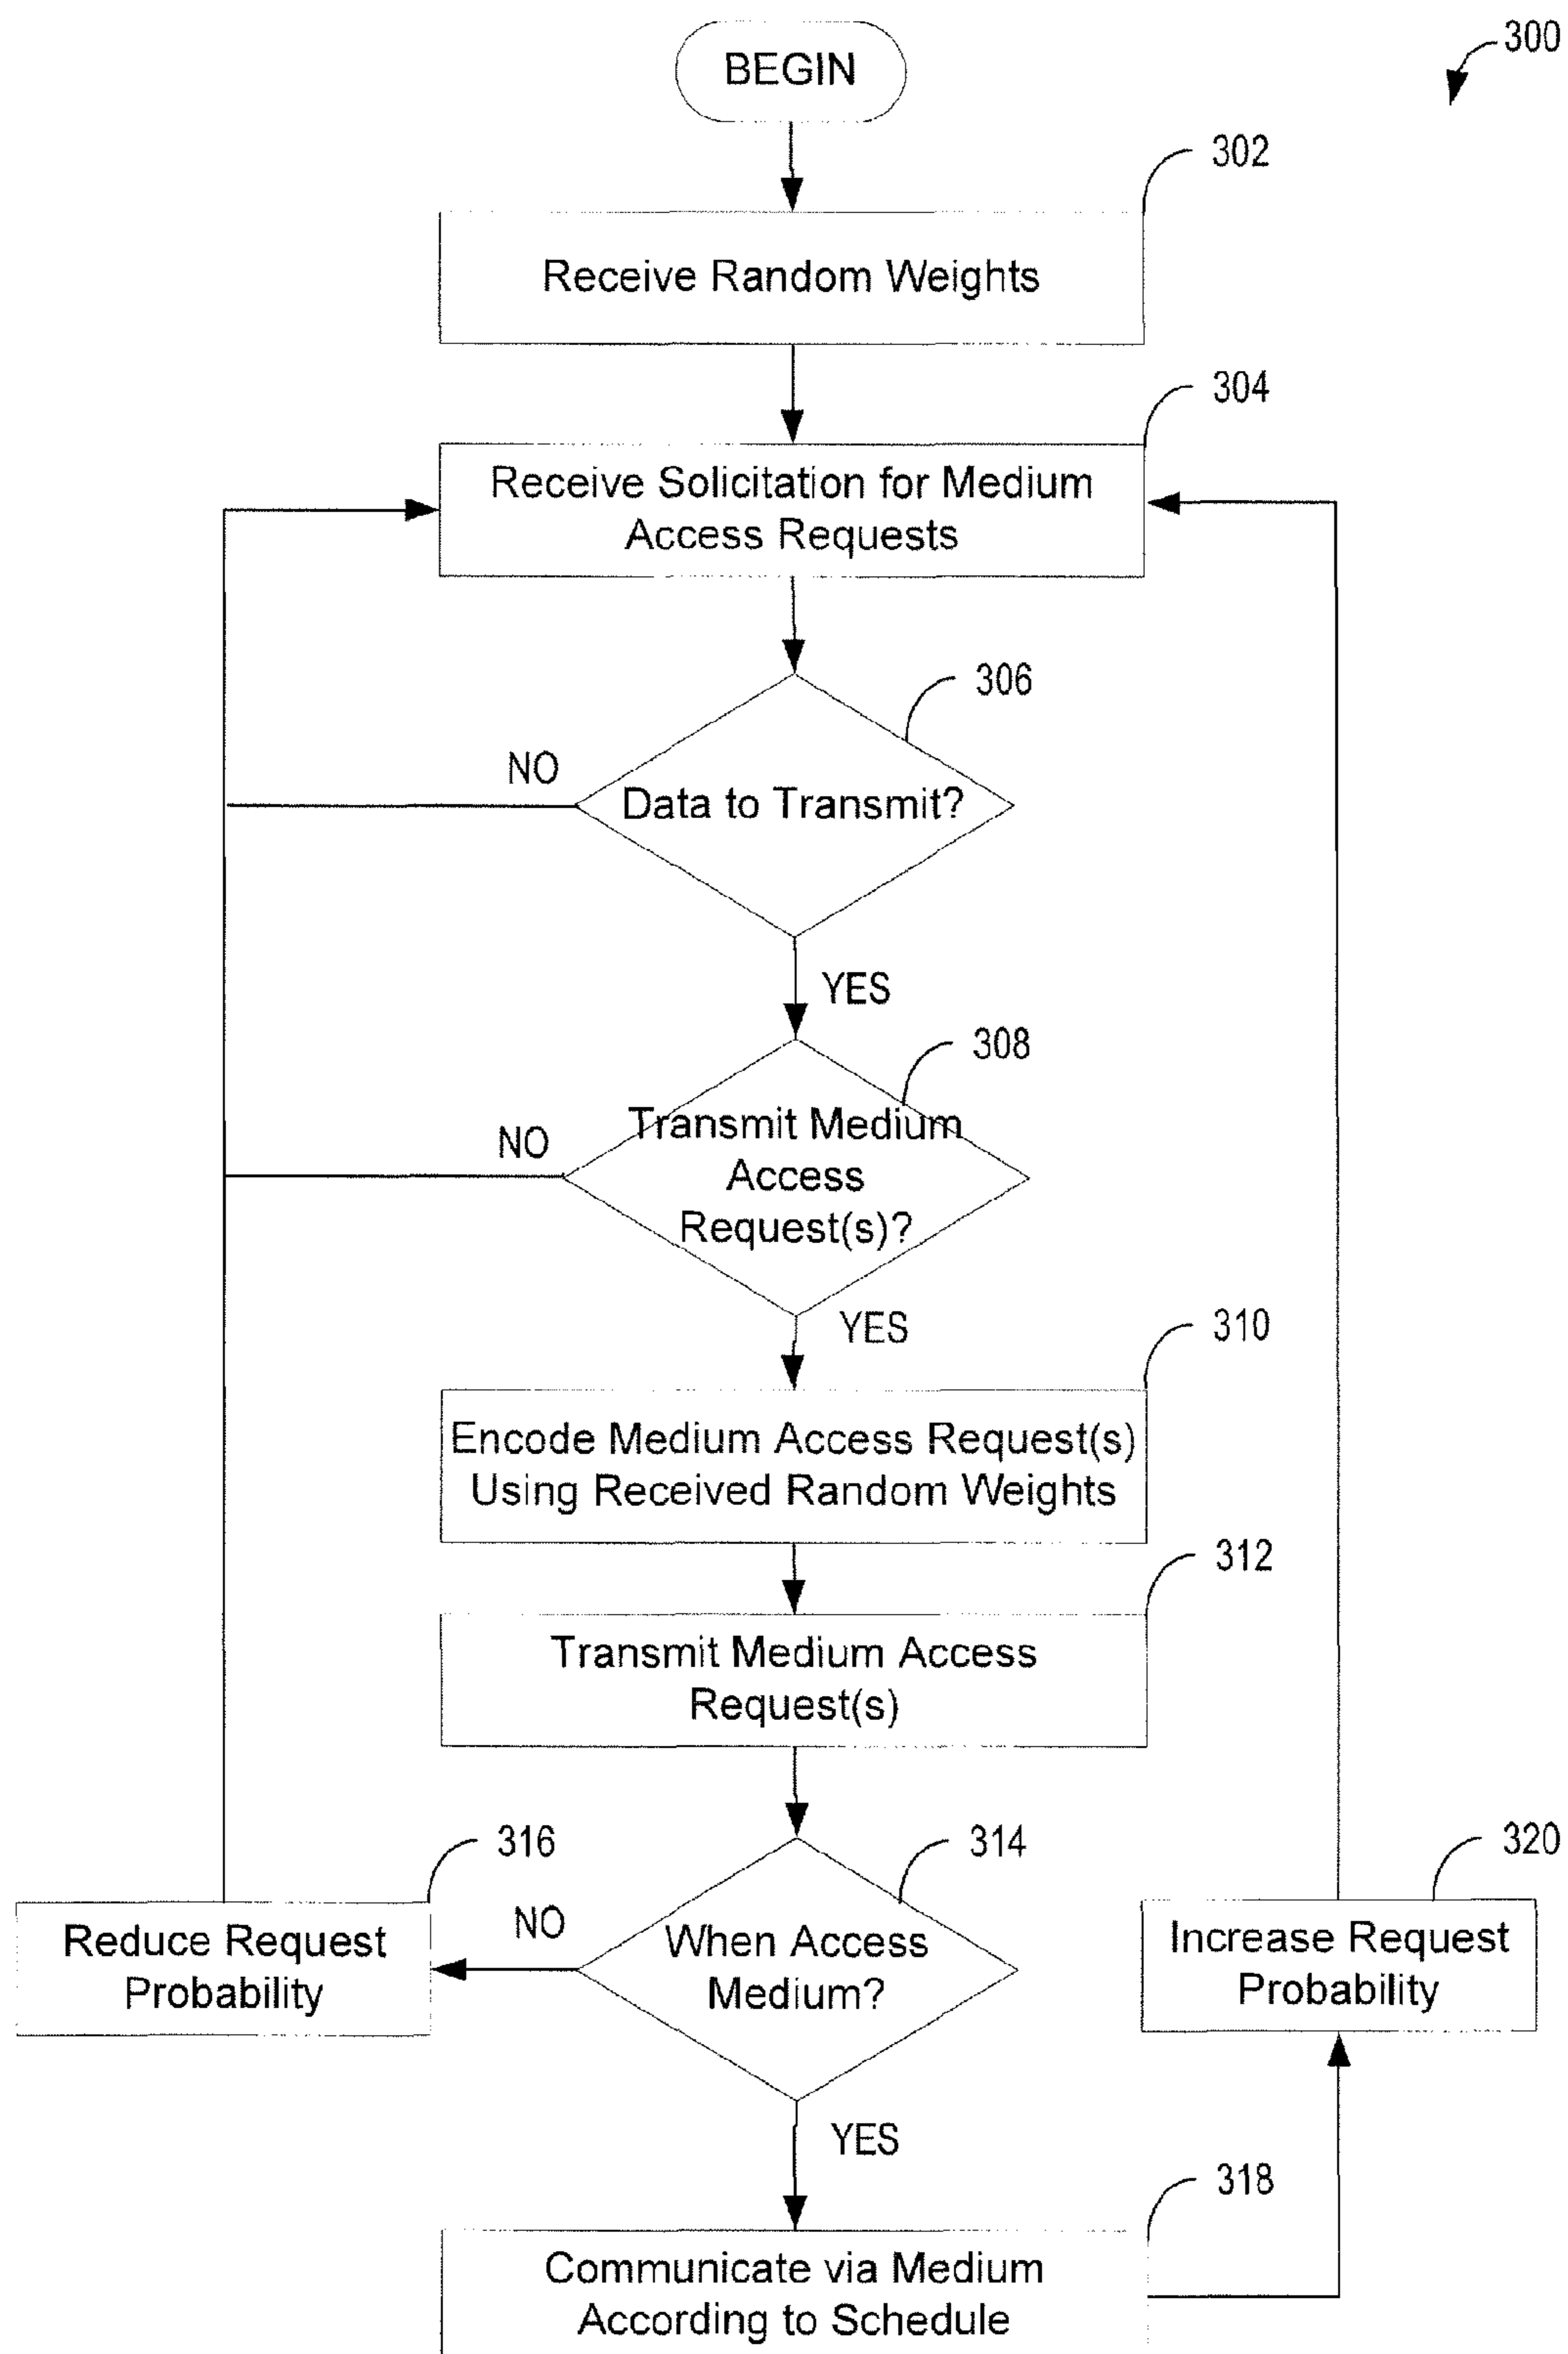 BEGIN
300
302
Receive Random Weights
304
Receive Solicitation for Medium
Access Requests
306
NO
Data to Transmit?
YES
308
NO
Transmit Medium
Access
Request(s)?
YES
310
Encode Medium Access Request(s)
Using Received Random Weights
312
Transmit Medium Access
Request(s)
316
314
320
NO
Reduce Request
Probability
When Access
Medium?
Increase Request
Probability
YES
318
Communicate via Medium
According to Schedule